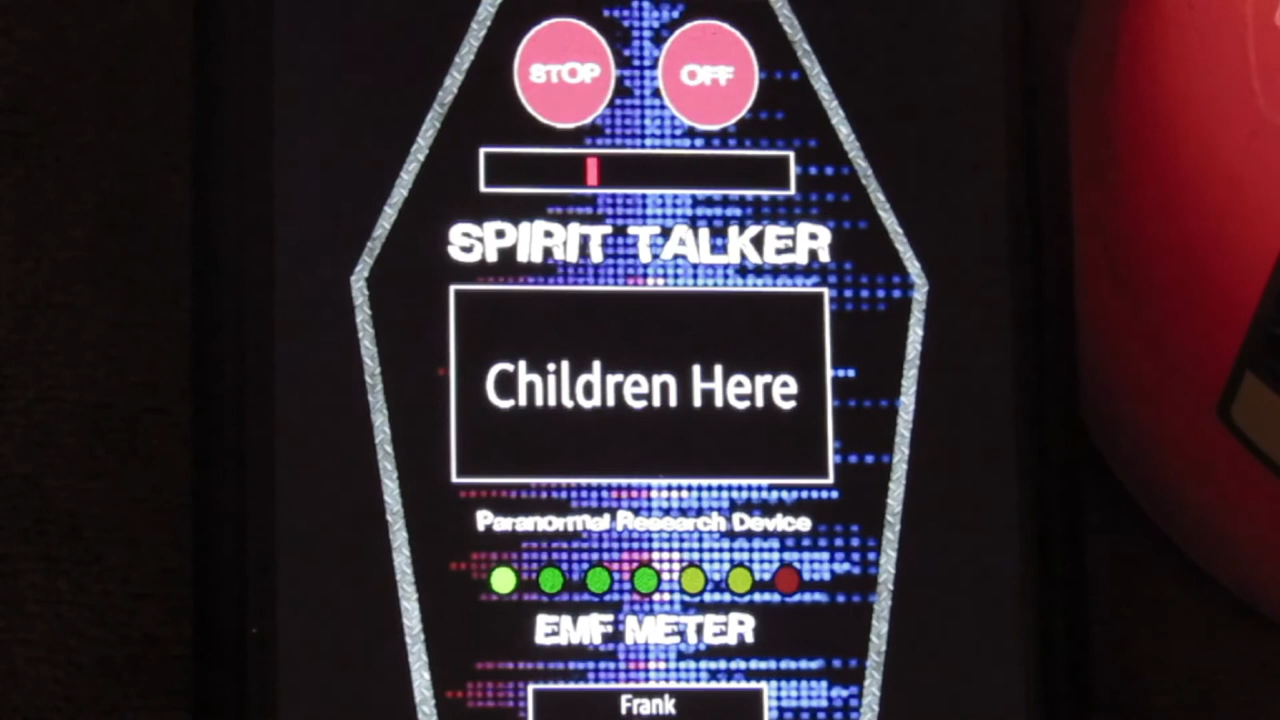 STOP OFF
SPIRIT TALKER
Children Here
Paranormal Research Device
EMF METER
Frank